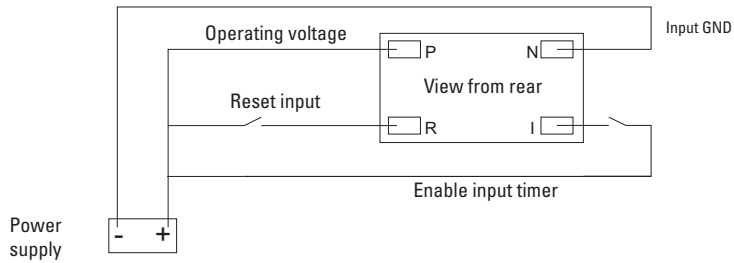 Operating voltage
Input GND
P
N
View from rear
Reset input
R
I
Enable input timer
Power
supply
- +